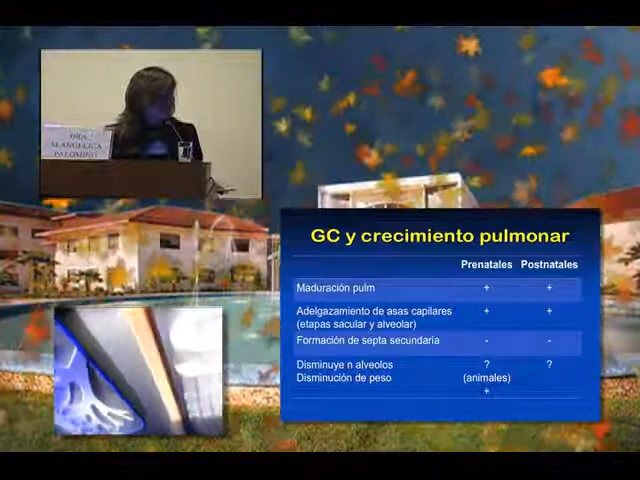 DRA.
M.ANGELICA
PALOMINO
GC y crecimiento pulmonar
Prenatales Postnatales
Maduración pulm + +
Adelgazamiento de asas capilares + +
(etapas sacular y alveolar)
Formación de septa secundaria - -
Disminuye n alveolos ? ?
Disminución de peso (animales)
+